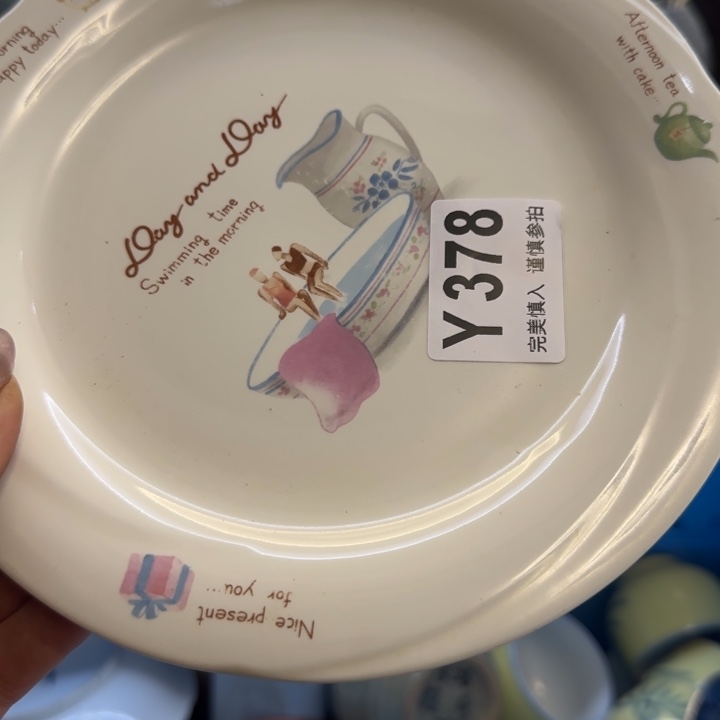 Day and Day
Swimming time
in the morning
Y378
完美慎入 谨慎参拍
Afternoon tea
with cake...
Nice present
for you...
today...